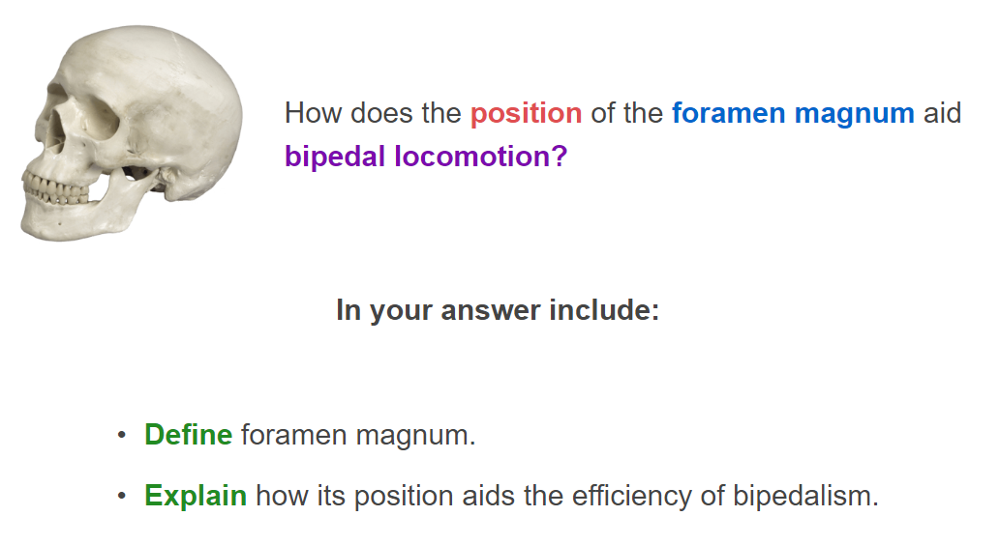 How does the position of the foramen magnum aid
bipedal locomotion?
In your answer include:
• Define foramen magnum.
• Explain how its position aids the efficiency of bipedalism.